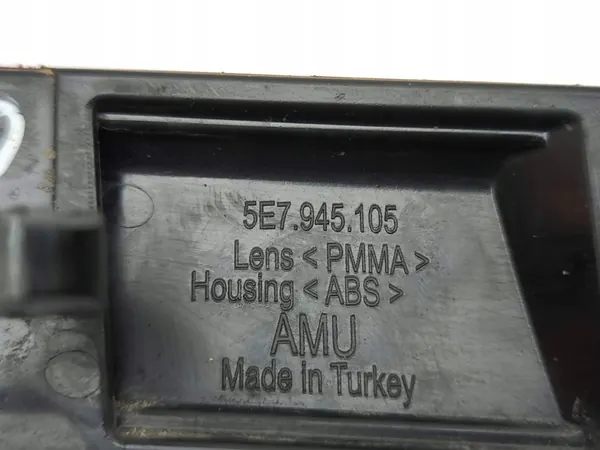 5E7.945.105
Lens < PMMA >
Housing < ABS >
AMU
Made in Turkey